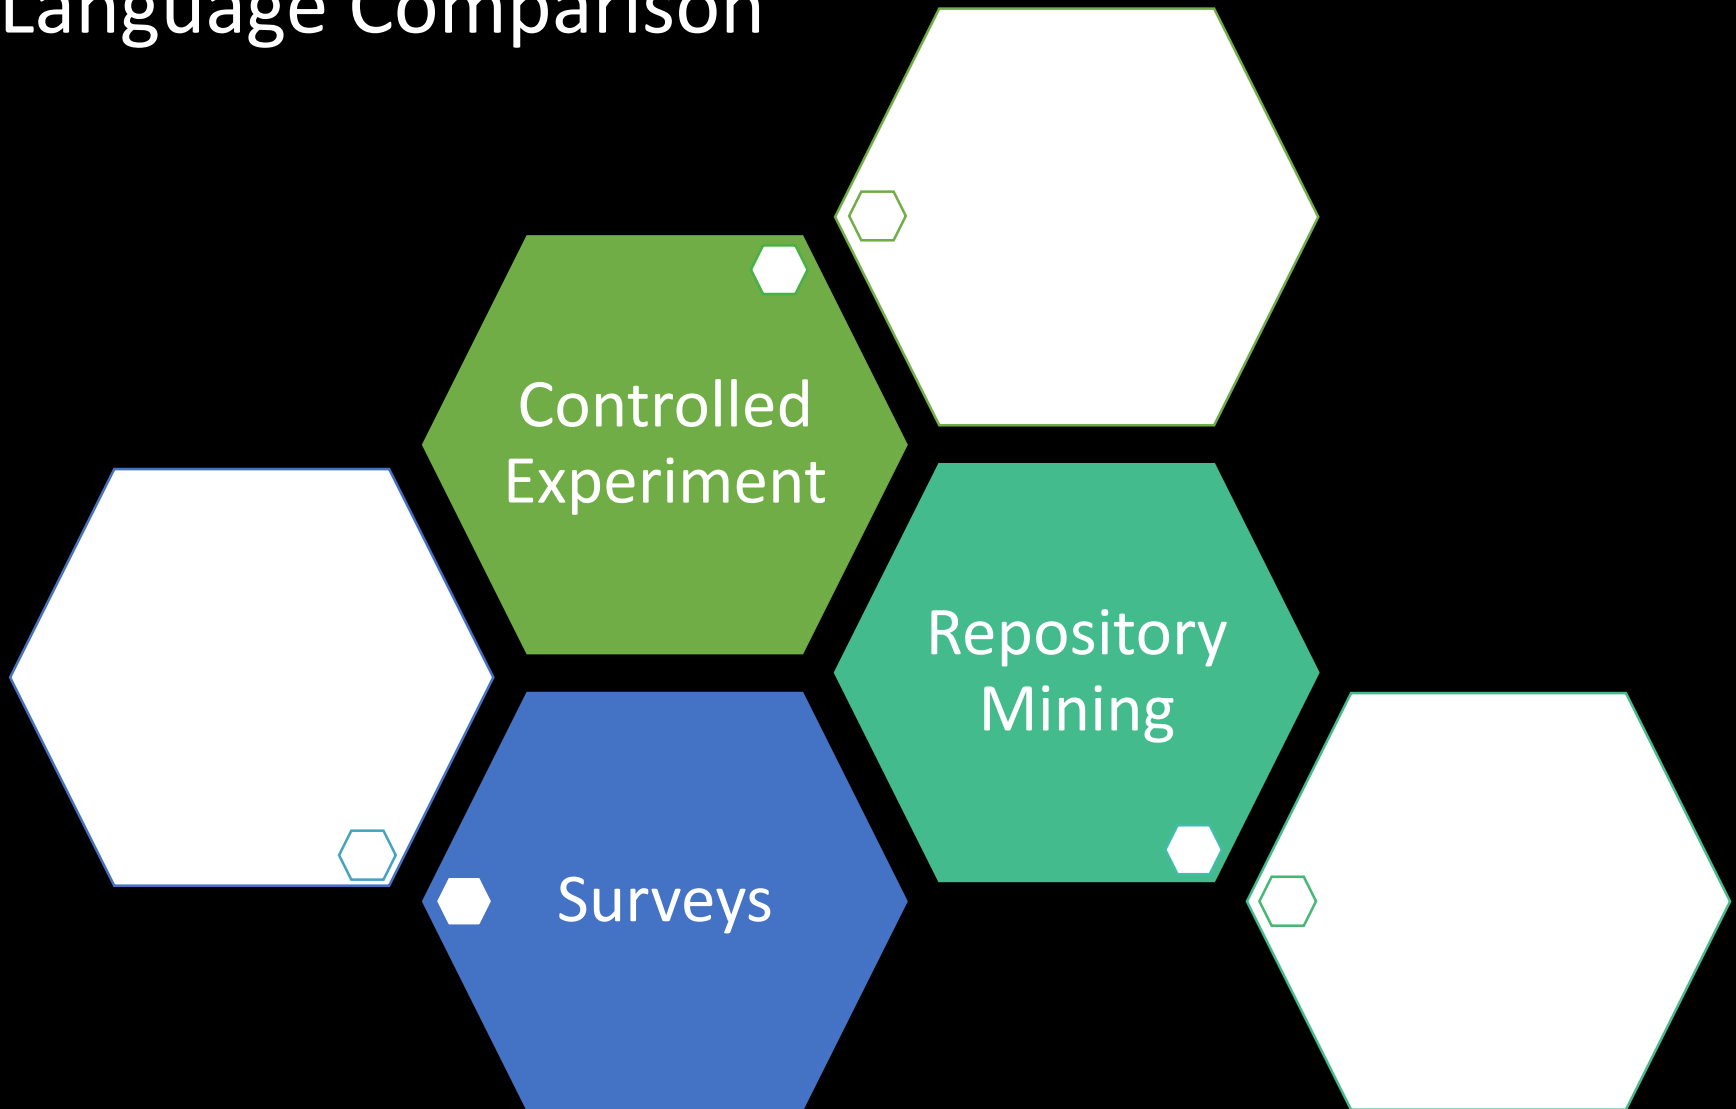 Language Comparison
Controlled
Experiment
Repository
Mining
Surveys